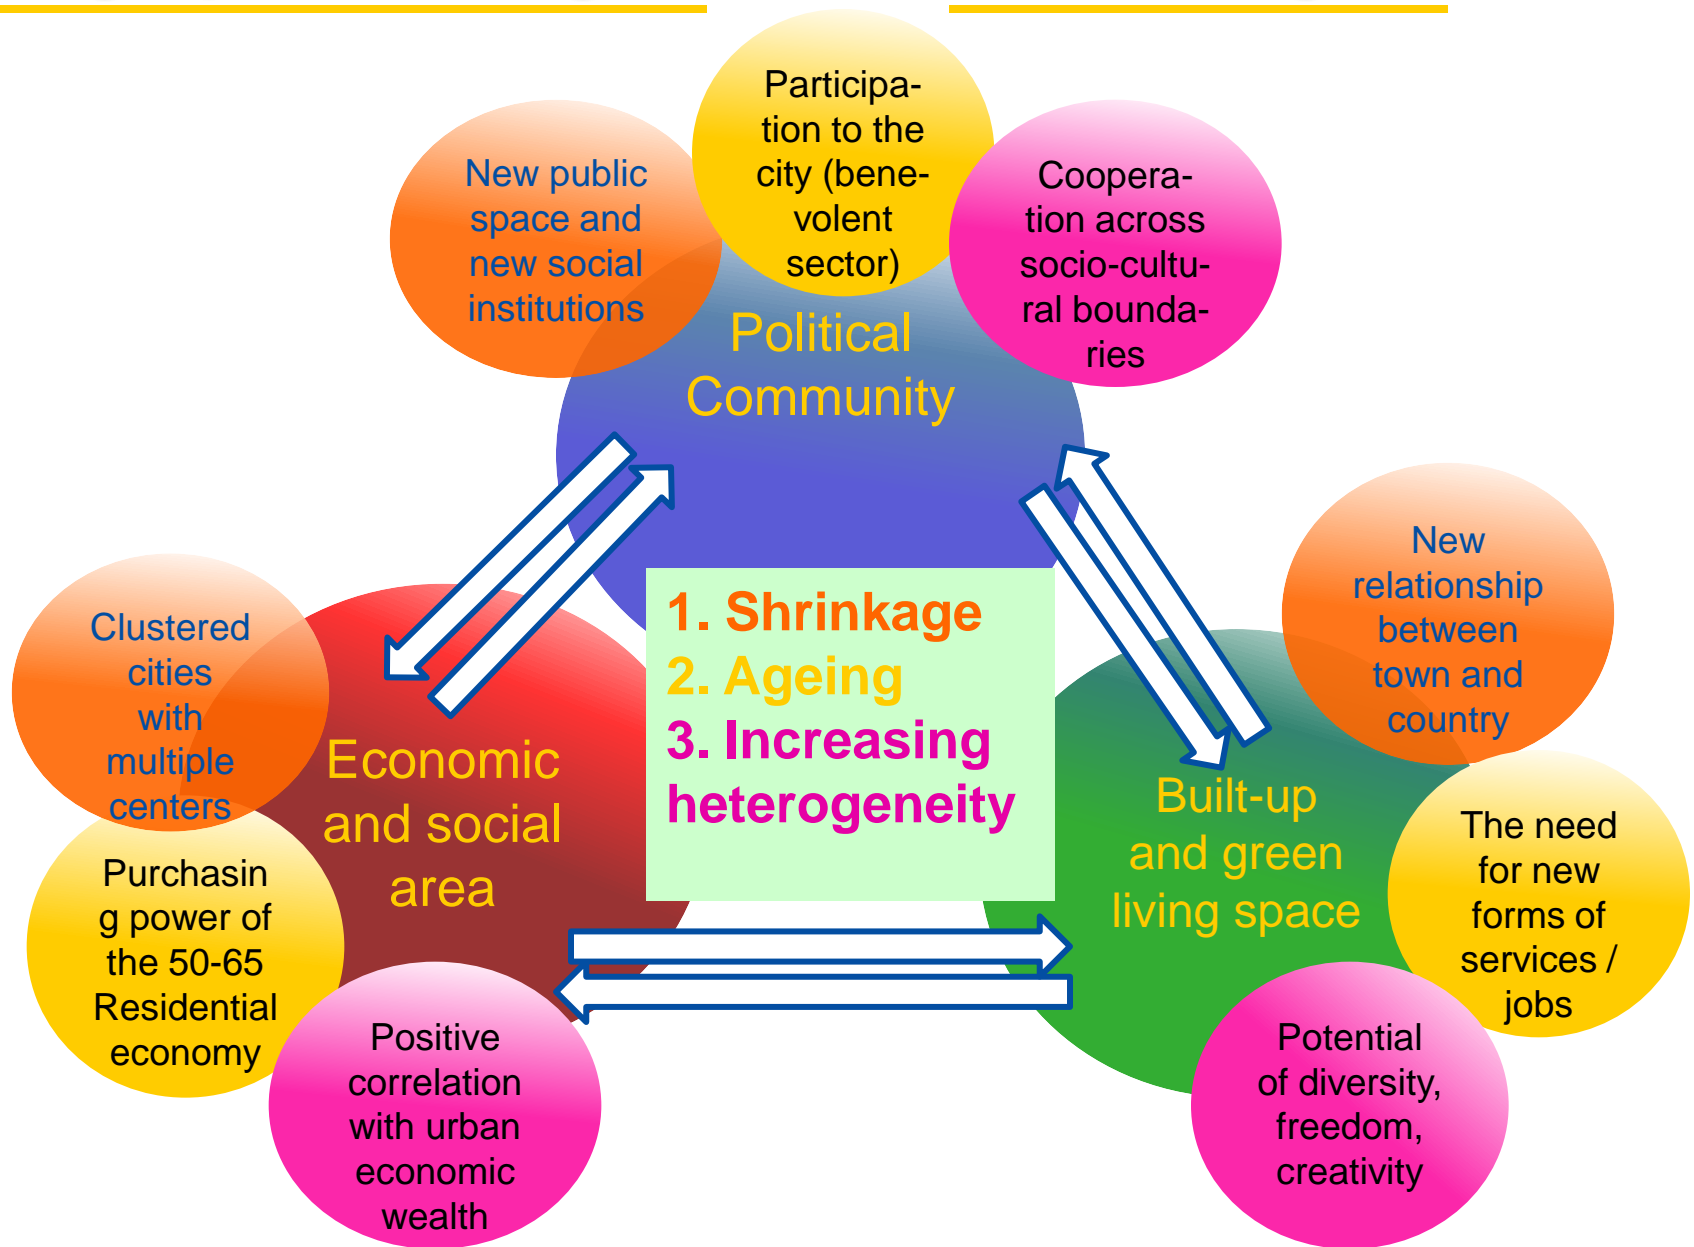 Participa-
tion to the
city (bene-
volent
sector)
New public
space and
new social
institutions
Coopera-
tion across
socio-cultu-
ral bounda-
ries
Political
Community
New
relationship
between
town and
country
Clustered
cities
with
multiple
centers
1. Shrinkage
2. Ageing
3. Increasing
heterogeneity
Economic
and social
area
Built-up
and green
living space
The need
for new
forms of
services /
jobs
Purchasin
g power of
the 50-65
Residential
economy
Positive
correlation
with urban
economic
wealth
Potential
of diversity,
freedom,
creativity